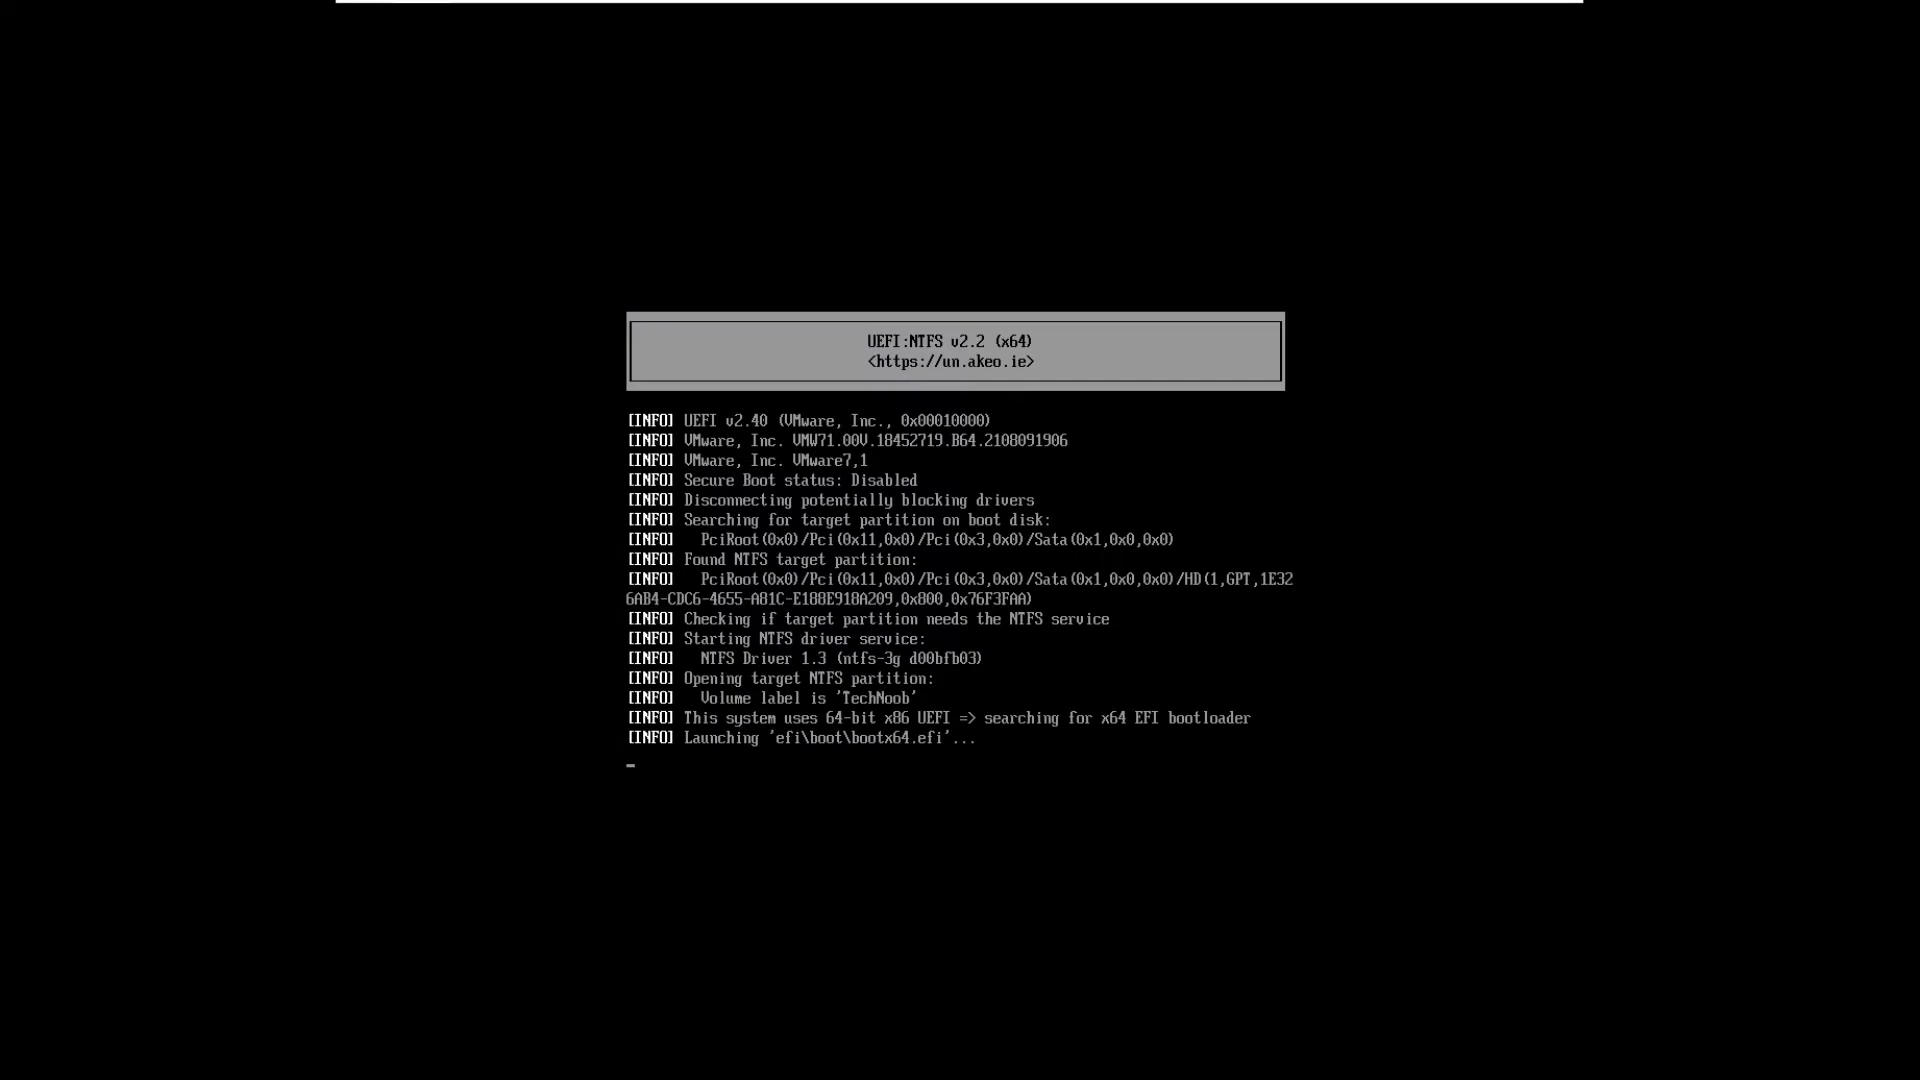 UEFI:NTFS v2.2 (x64)
<https://un.akeo.ie>
[INFO] UEFI v2.40 (VMware, Inc., 0x00010000)
[INFO] VMware, Inc. VMW71.00V.18452719.B64.2108091906
[INFO] VMware, Inc. VMware7,1
[INFO] Secure Boot status: Disabled
[INFO] Disconnecting potentially blocking drivers
[INFO] Searching for target partition on boot disk:
[INFO]   PciRoot(0x0)/Pci(0x11,0x0)/Pci(0x3,0x0)/Sata(0x1,0x0,0x0)
[INFO] Found NTFS target partition:
[INFO]   PciRoot(0x0)/Pci(0x11,0x0)/Pci(0x3,0x0)/Sata(0x1,0x0,0x0)/HD(1,GPT,1E32
6AB4-CDC6-4655-A81C-E188E918A209,0x800,0x76F3FAA)
[INFO] Checking if target partition needs the NTFS service
[INFO] Starting NTFS driver service:
[INFO]   NTFS Driver 1.3 (ntfs-3g d00bfb03)
[INFO] Opening target NTFS partition:
[INFO]   Volume label is 'TechNoob'
[INFO] This system uses 64-bit x86 UEFI => searching for x64 EFI bootloader
[INFO] Launching 'efi\boot\bootx64.efi'...